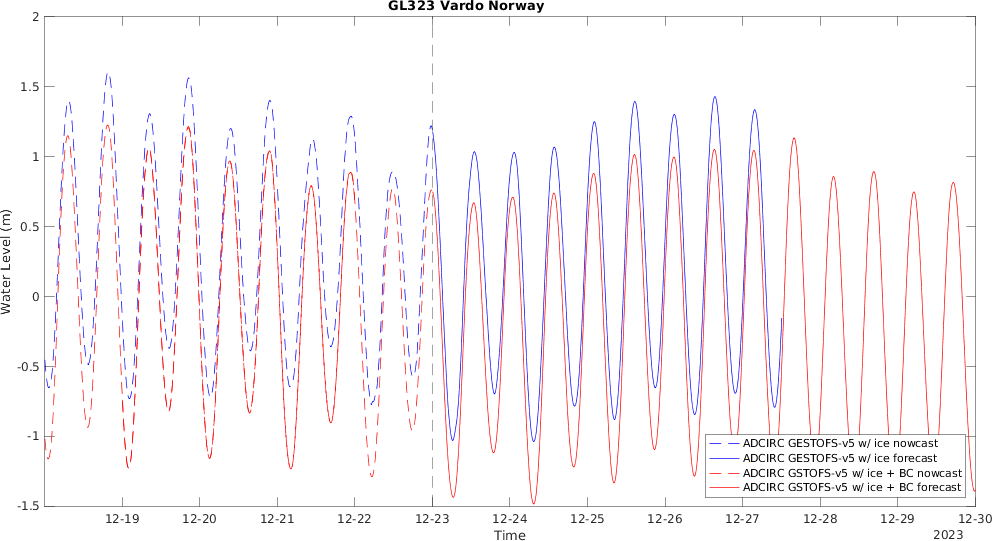 GL323 Vardo Norway
2
1.5
1
0.5
0
-0.5
-1
-1.5
Water Level (m)
ADCIRC GESTOFS-v5 w/ ice nowcast
ADCIRC GESTOFS-v5 w/ ice forecast
ADCIRC GSTOFS-v5 w/ ice + BC nowcast
ADCIRC GSTOFS-v5 w/ ice + BC forecast
12-19 12-20 12-21 12-22 12-23 12-24 12-25 12-26 12-27 12-28 12-29 12-30
Time
2023